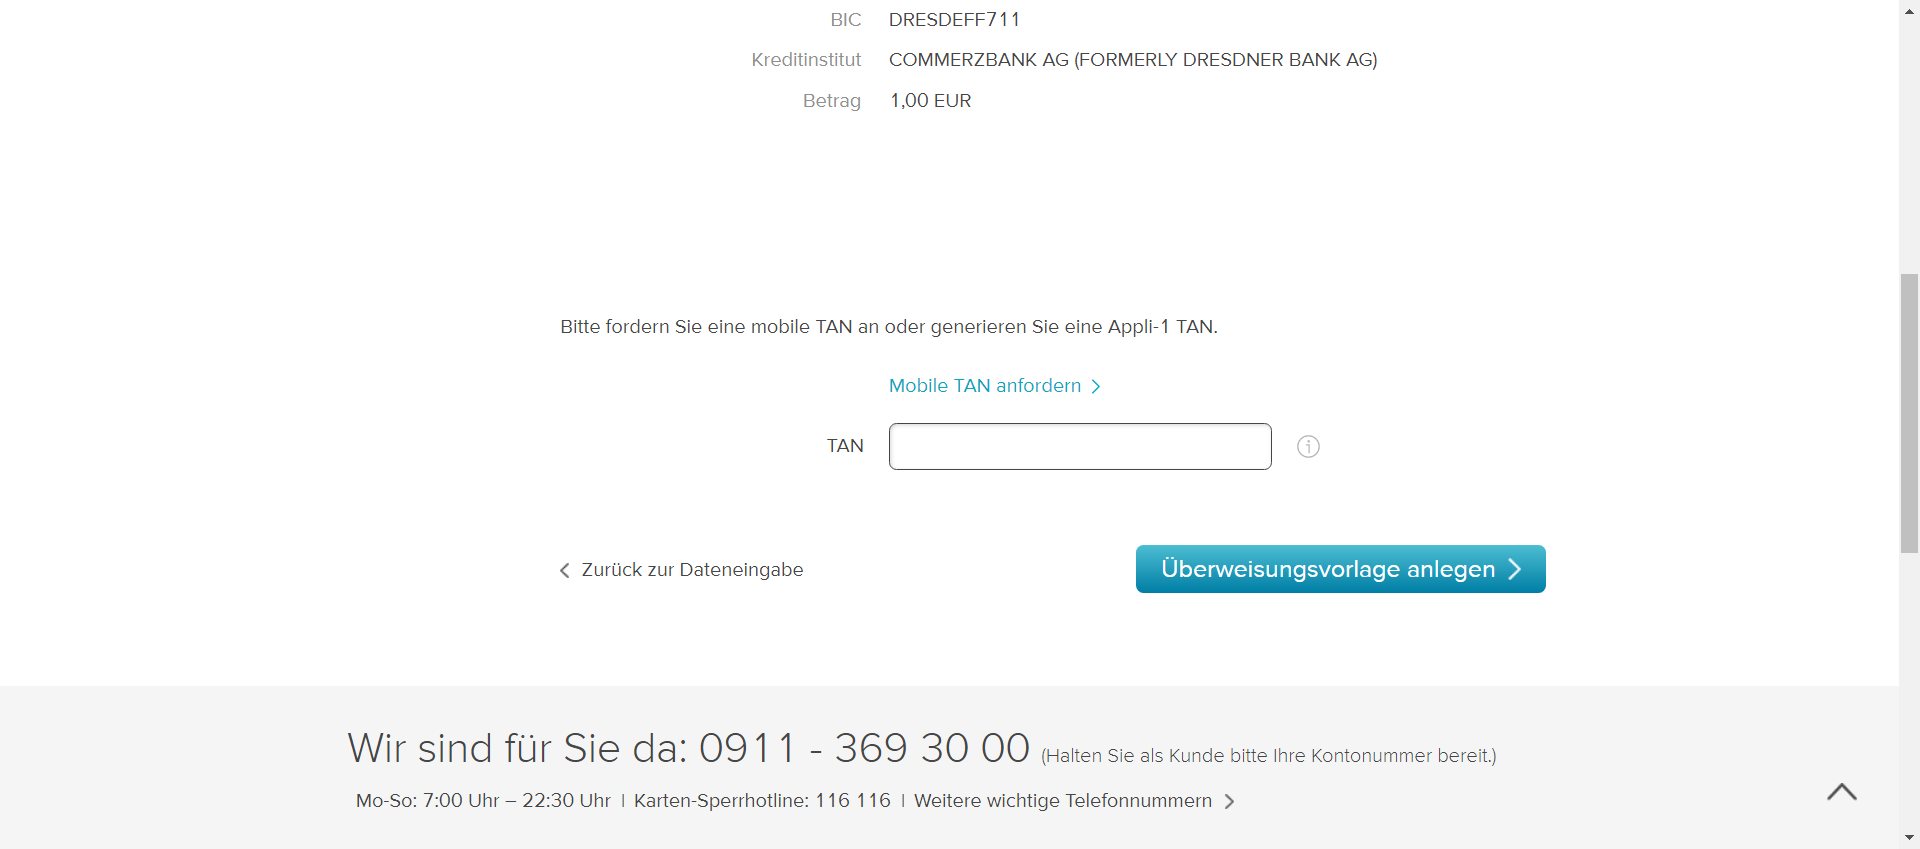 BIC DRESDEFF711
Kreditinstitut COMMERZBANK AG (FORMERLY DRESDNER BANK AG)
Betrag 1,00 EUR
Bitte fordern Sie eine mobile TAN an oder generieren Sie eine Appli-1 TAN.
Mobile TAN anfordern
TAN
Zurück zur Dateneingabe Überweisungsvorlage anlegen
Wir sind für Sie da: 0911 - 369 30 00 (Halten Sie als Kunde bitte Ihre Kontonummer bereit.)
Mo-So: 7:00 Uhr – 22:30 Uhr | Karten-Sperrhotline: 116 116 | Weitere wichtige Telefonnummern